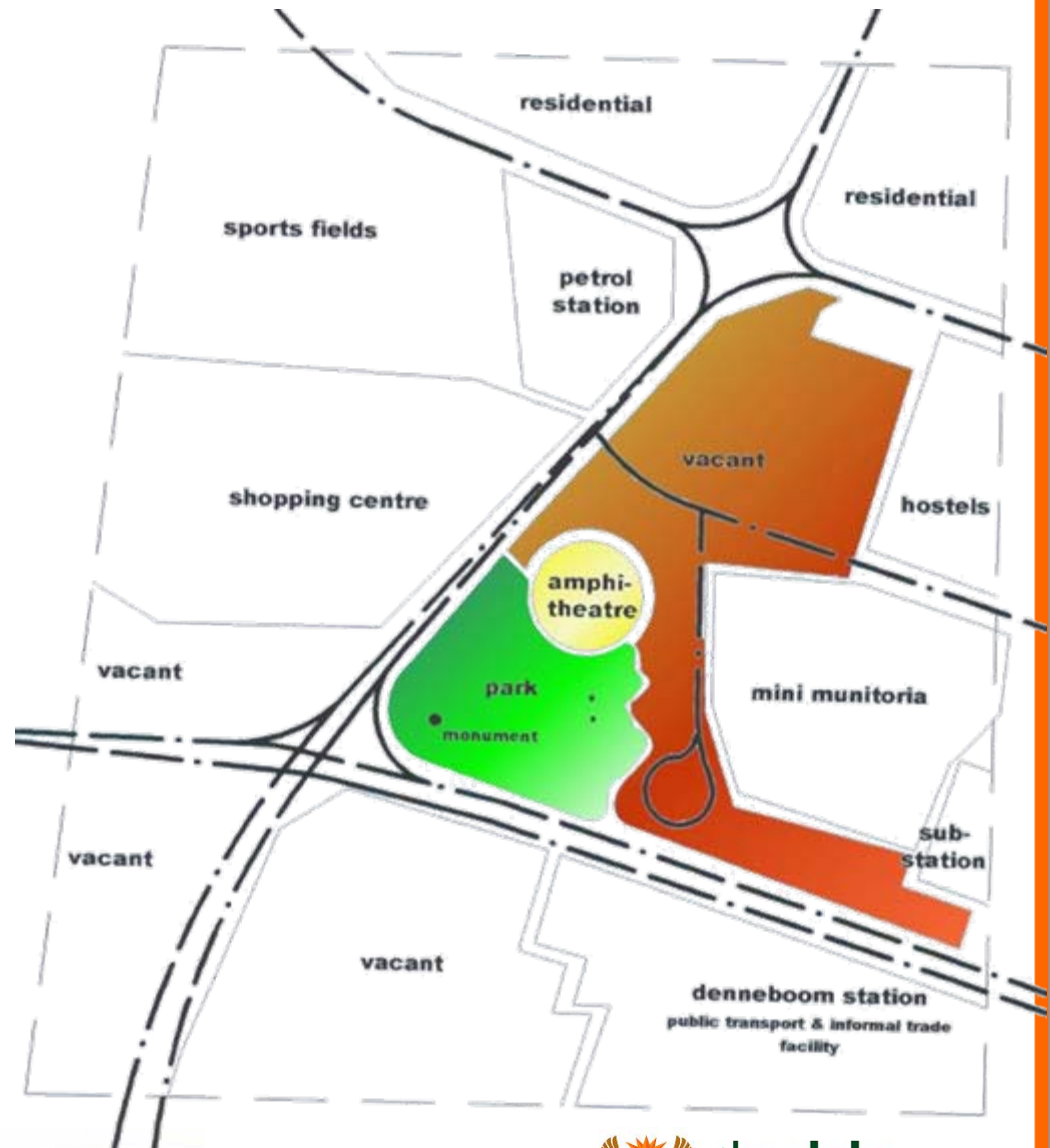 residential
residential
sports fields
petrol
station
vacant
shopping centre
hostels
amphi-
theatre
vacant
park
mini munitoria
monument
sub-
station
vacant
vacant
denneboom station
public transport & informal trade
facility